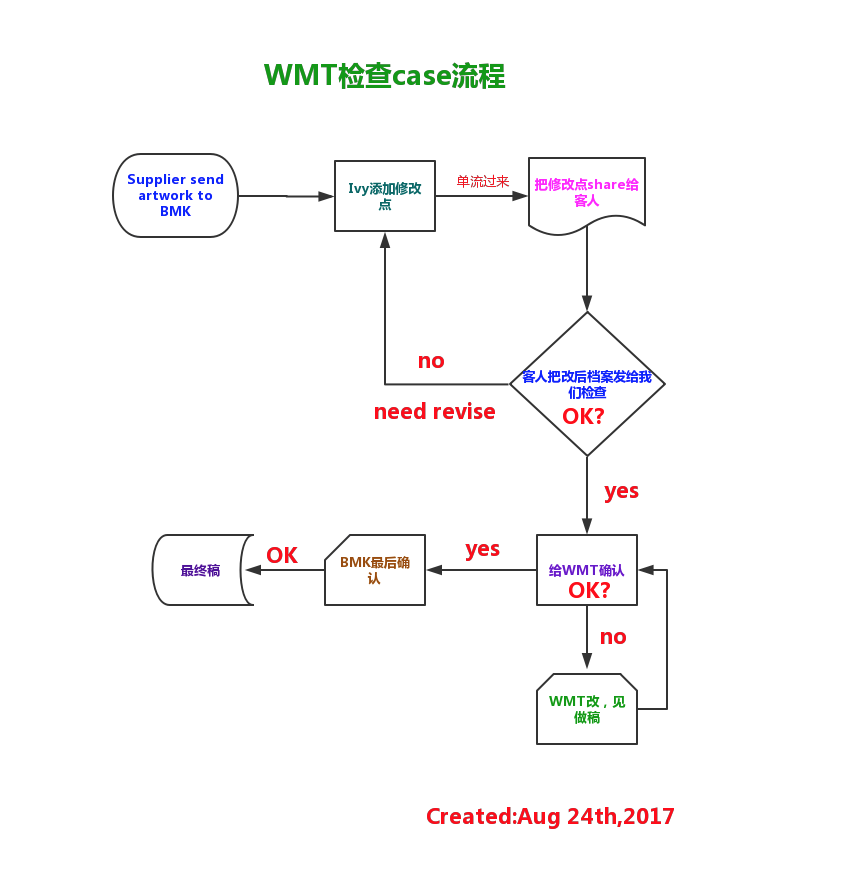 WMT检查case流程
Supplier send
artwork to
BMK
Ivy添加修改
点
单流过来
把修改点share给
客人
客人把改后档案发给我
们检查
OK?
no
need revise
yes
给WMT确认
OK?
yes
BMK最后确
认
OK
最终稿
no
WMT改，见
做稿
Created:Aug 24th,2017